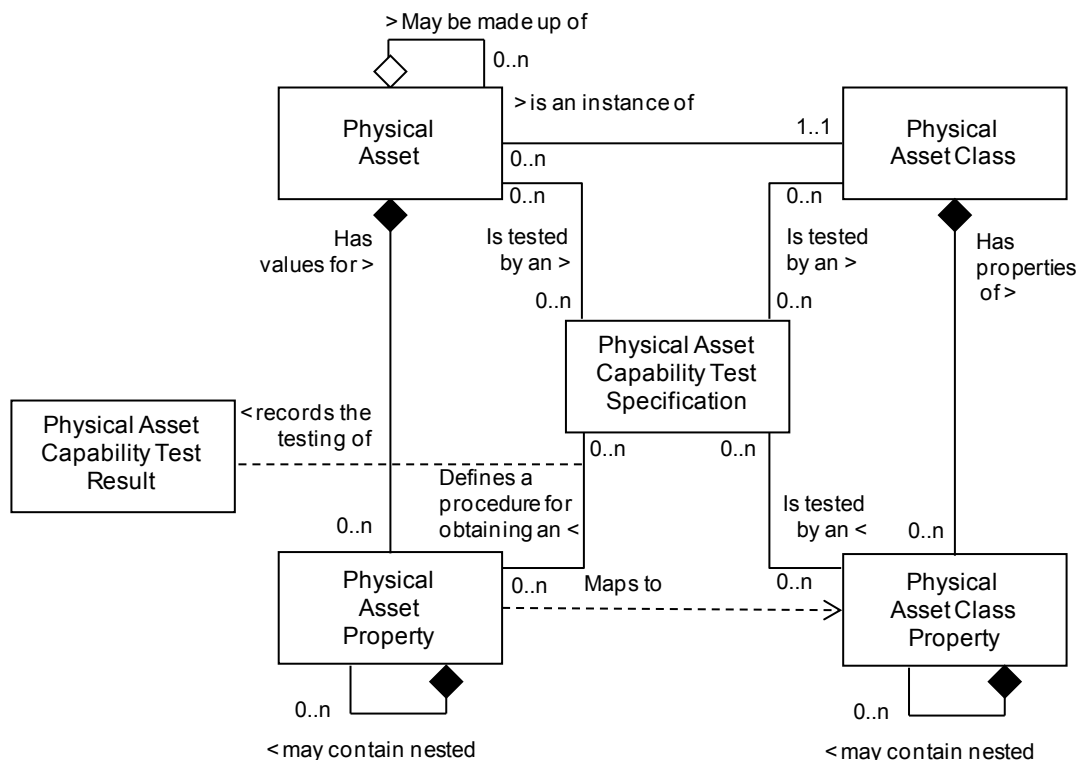 > May be made up of
0..n
> is an instance of
Physical
Asset
1..1
0..n
Physical
Asset Class
0..n
0..n
Has
values for >
Is tested
by an >
Is tested
by an >
Has
properties
of >
0..n
0..n
Physical Asset
Capability Test
Specification
Physical Asset
Capability Test
Result
< records the
testing of
0..n
0..n
Defines a
procedure for
obtaining an <
Is tested
by an <
0..n
0..n
Physical
Asset
Property
0..n
Maps to
0..n
Physical
Asset Class
Property
0..n
0..n
< may contain nested
< may contain nested